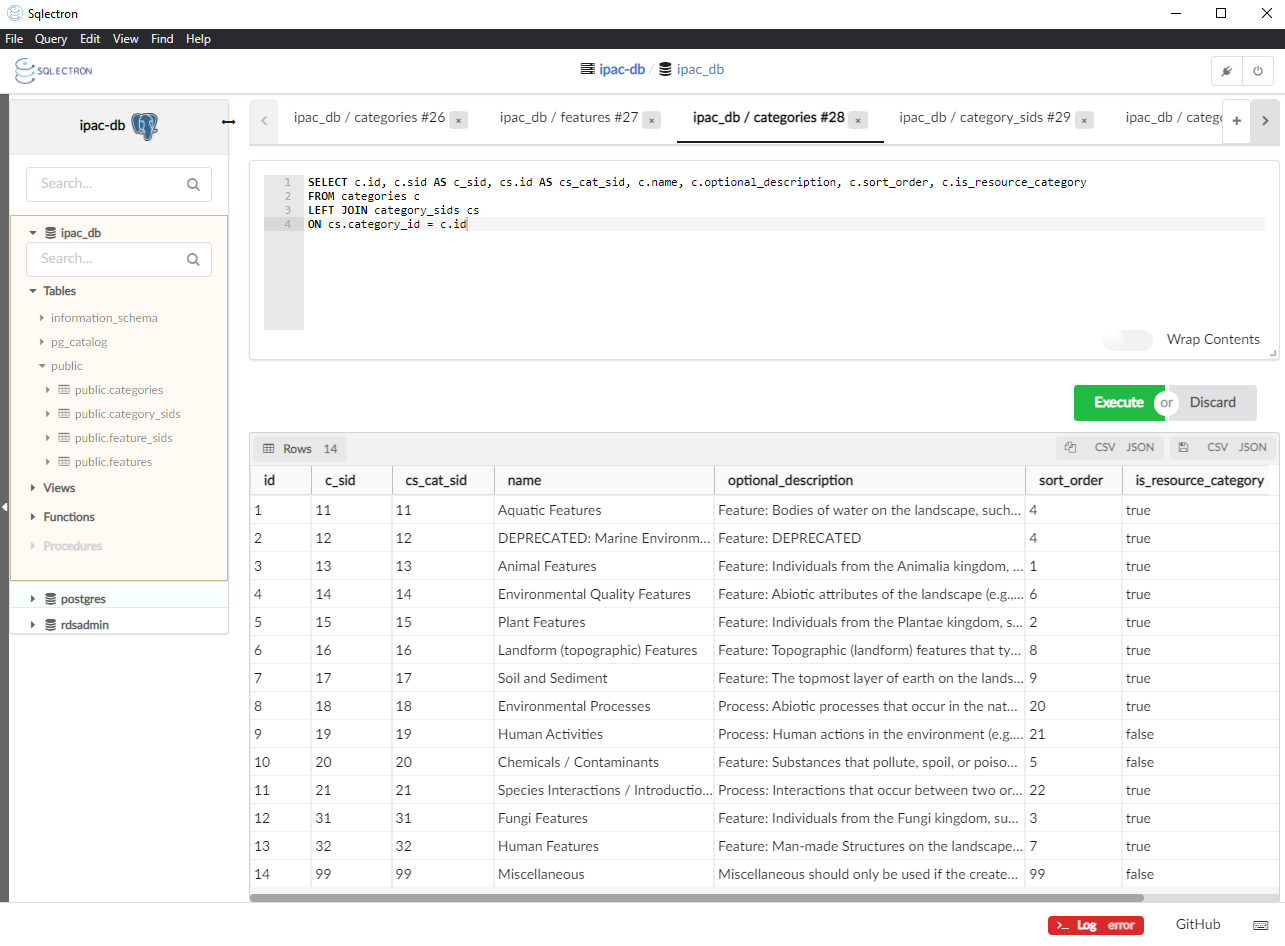 Sqlectron
File Query Edit View Find Help
SQLECTRON
ipac-db / ipac_db
ipac-db
Search...
ipac_db
Search...
Tables
information_schema
pg_catalog
public
public.categories
public.category_sids
public.feature_sids
public.features
Views
Functions
Procedures
postgres
rdsadmin
ipac_db / categories #26 × ipac_db / features #27 × ipac_db / categories #28 × ipac_db / category_sids #29 × ipac_db / categ +
1 SELECT c.id, c.sid AS c_sid, cs.id AS cs_cat_sid, c.name, c.optional_description, c.sort_order, c.is_resource_category
2 FROM categories c
3 LEFT JOIN category_sids cs
4 ON cs.category_id = c.id
Wrap Contents
Execute or Discard
Rows 14 CSV JSON CSV JSON
id c_sid cs_cat_sid name optional_description sort_order is_resource_category
1 11 11 Aquatic Features Feature: Bodies of water on the landscape, such... 4 true
2 12 12 DEPRECATED: Marine Environm... Feature: DEPRECATED 4 true
3 13 13 Animal Features Feature: Individuals from the Animalia kingdom, ... 1 true
4 14 14 Environmental Quality Features Feature: Abiotic attributes of the landscape (e.g.,... 6 true
5 15 15 Plant Features Feature: Individuals from the Plantae kingdom, s... 2 true
6 16 16 Landform (topographic) Features Feature: Topographic (landform) features that ty... 8 true
7 17 17 Soil and Sediment Feature: The topmost layer of earth on the lands... 9 true
8 18 18 Environmental Processes Process: Abiotic processes that occur in the nat... 20 true
9 19 19 Human Activities Process: Human actions in the environment (e.g.... 21 false
10 20 20 Chemicals / Contaminants Feature: Substances that pollute, spoil, or poiso... 5 false
11 21 21 Species Interactions / Introductio... Process: Interactions that occur between two or... 22 true
12 31 31 Fungi Features Feature: Individuals from the Fungi kingdom, su... 3 true
13 32 32 Human Features Feature: Man-made Structures on the landscape... 7 true
14 99 99 Miscellaneous Miscellaneous should only be used if the create... 99 false
>_ Log error GitHub